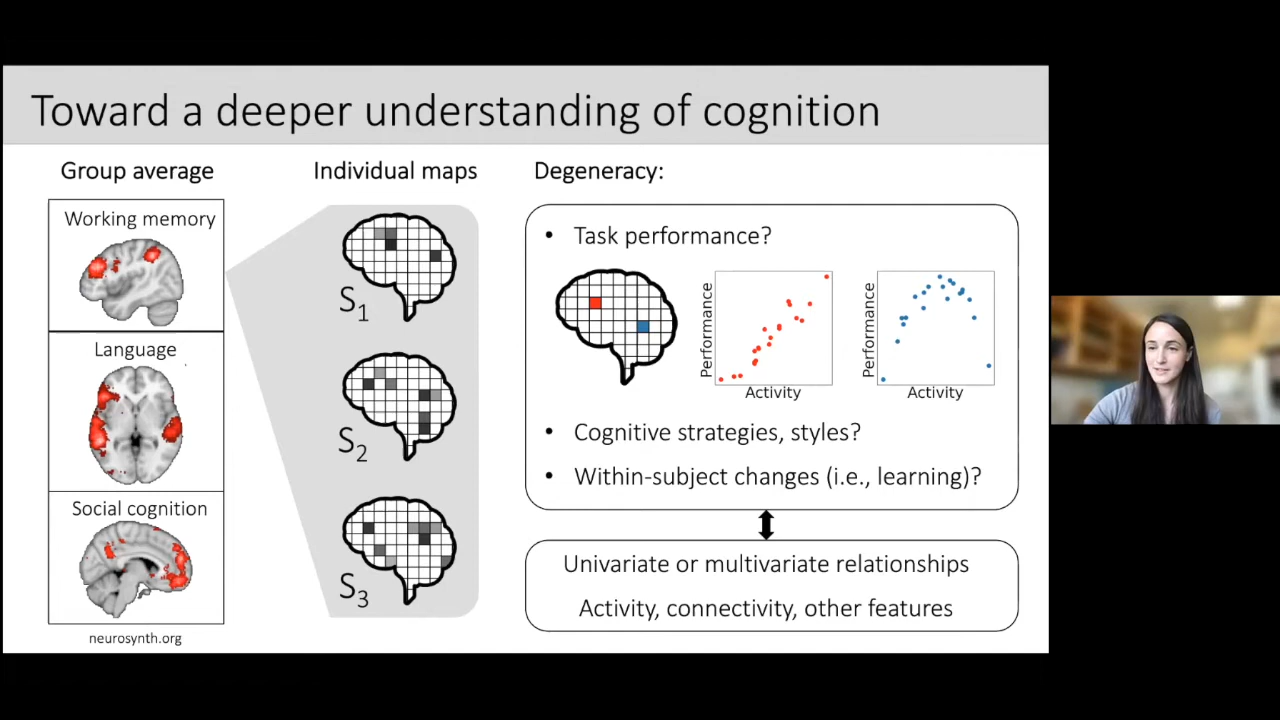 Toward a deeper understanding of cognition
Group average
Working memory
Language
Social cognition
neurosynth.org
Individual maps
S1
S2
S3
Degeneracy:
• Task performance?
Performance
Activity
Performance
Activity
• Cognitive strategies, styles?
• Within-subject changes (i.e., learning)?
Univariate or multivariate relationships
Activity, connectivity, other features